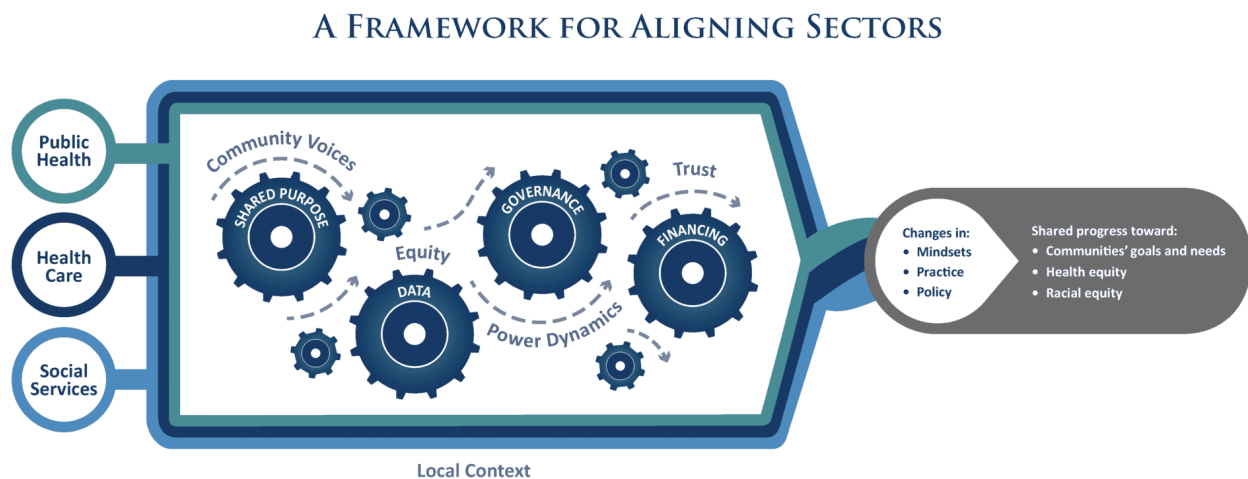 A FRAMEWORK FOR ALIGNING SECTORS
Public
Health
Health
Care
Social
Services
Community Voices
SHARED PURPOSE
Equity
DATA
GOVERNANCE
Power Dynamics
Trust
FINANCING
Local Context
Changes in:
• Mindsets
• Practice
• Policy
Shared progress toward:
• Communities’ goals and needs
• Health equity
• Racial equity